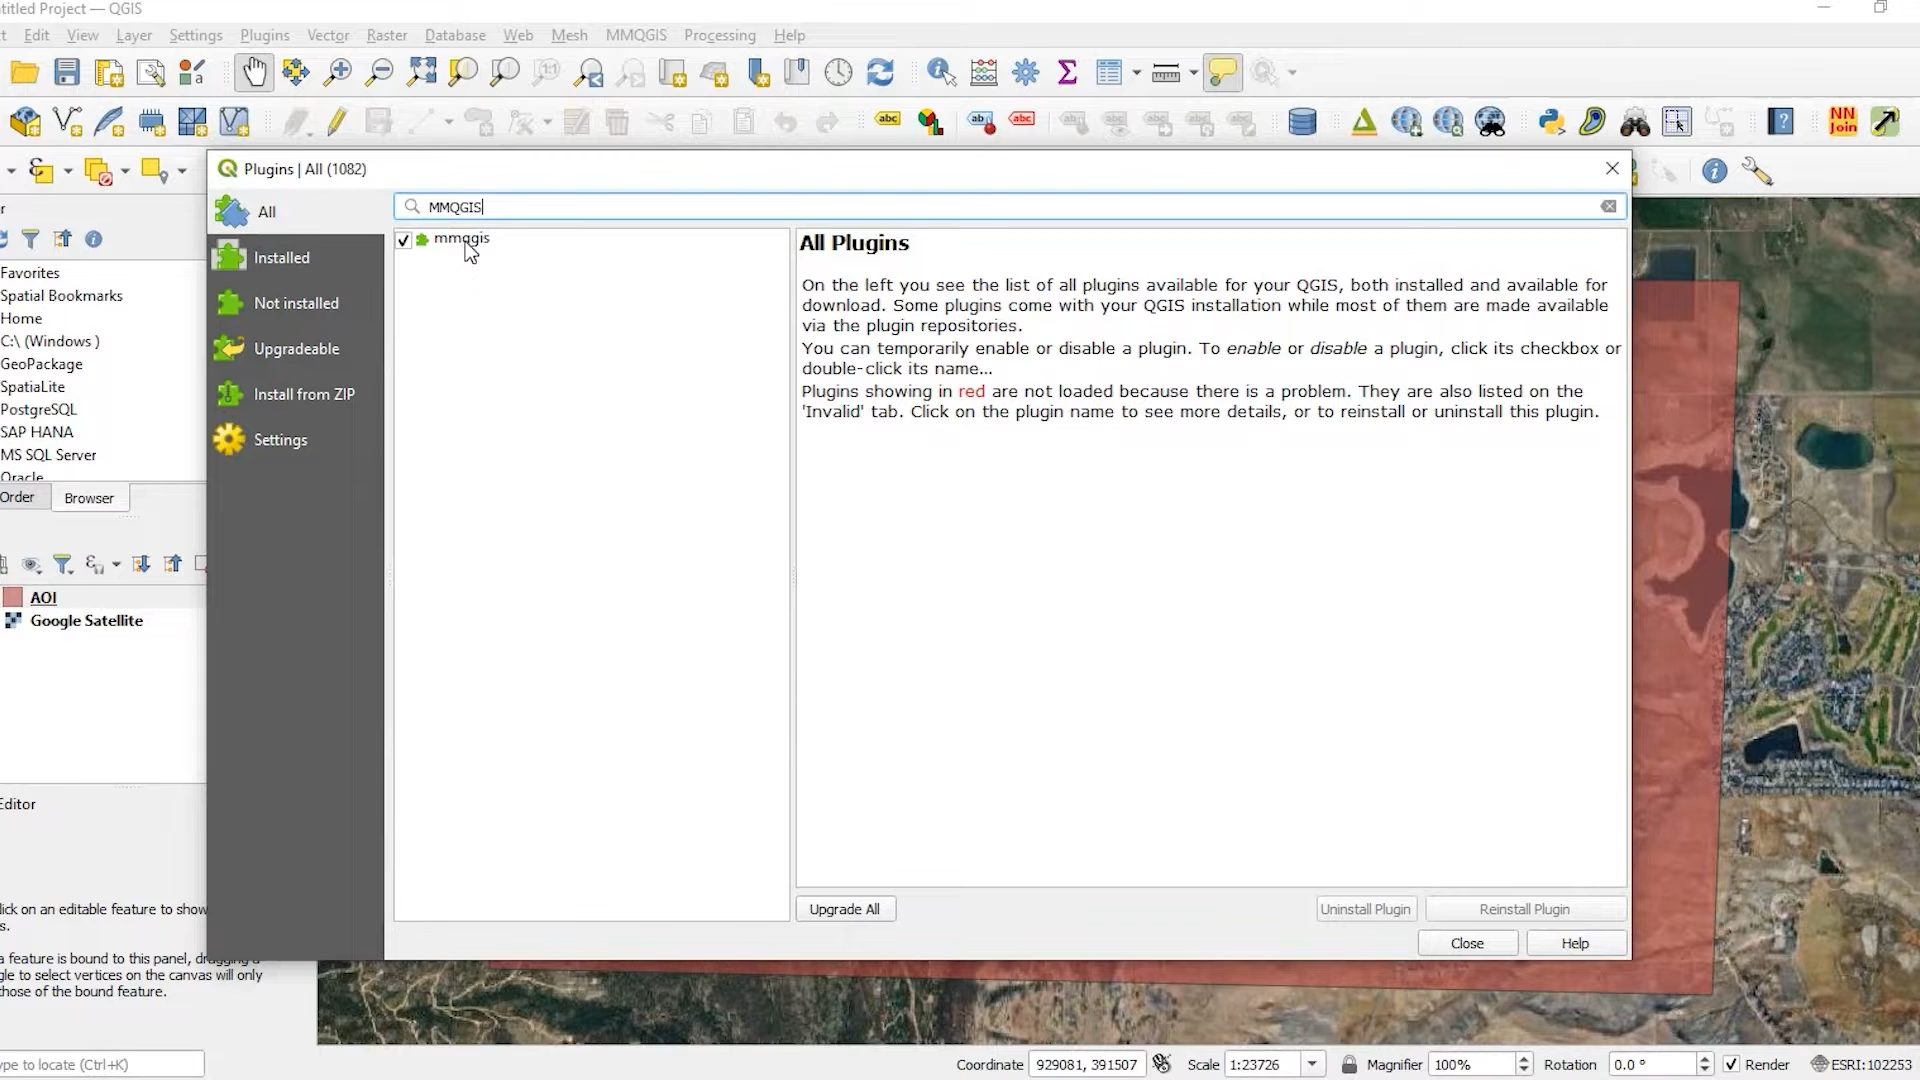 titled Project — QGIS
Edit View Layer Settings Plugins Vector Raster Database Web Mesh MMQGIS Processing Help
abc abc abc
NN
Join
Plugins | All (1082)
All
MMQGIS
mmqgis
Installed
Not installed
Upgradeable
Install from ZIP
Settings
All Plugins
On the left you see the list of all plugins available for your QGIS, both installed and available for
download. Some plugins come with your QGIS installation while most of them are made available
via the plugin repositories.
You can temporarily enable or disable a plugin. To enable or disable a plugin, click its checkbox or
double-click its name...
Plugins showing in red are not loaded because there is a problem. They are also listed on the
'Invalid' tab. Click on the plugin name to see more details, or to reinstall or uninstall this plugin.
Upgrade All
Uninstall Plugin
Reinstall Plugin
Close
Help
Favorites
Spatial Bookmarks
Home
C:\ (Windows )
GeoPackage
SpatiaLite
PostgreSQL
SAP HANA
MS SQL Server
Oracle
Order
Browser
AOI
Google Satellite
Editor
lick on an editable feature to show
s.
a feature is bound to this panel, dragging a
gle to select vertices on the canvas will only
those of the bound feature.
ype to locate (Ctrl+K)
Coordinate 929081, 391507 Scale 1:23726 Magnifier 100% Rotation 0.0 ° Render ESRI:102253